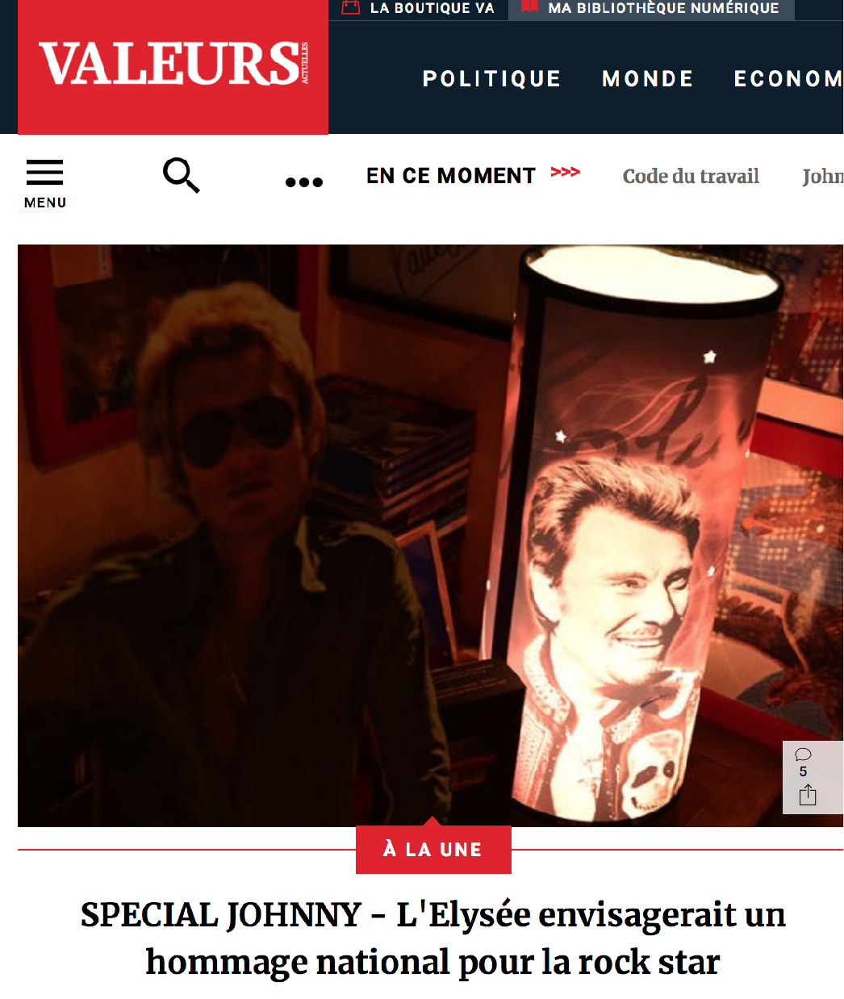 LA BOUTIQUE VA
MA BIBLIOTHÈQUE NUMÉRIQUE
VALEURS
ACTUELLES
POLITIQUE
MONDE
ECONOM
MENU
EN CE MOMENT >>>
Code du travail
John
5
À LA UNE
SPECIAL JOHNNY - L'Elysée envisagerait un
hommage national pour la rock star